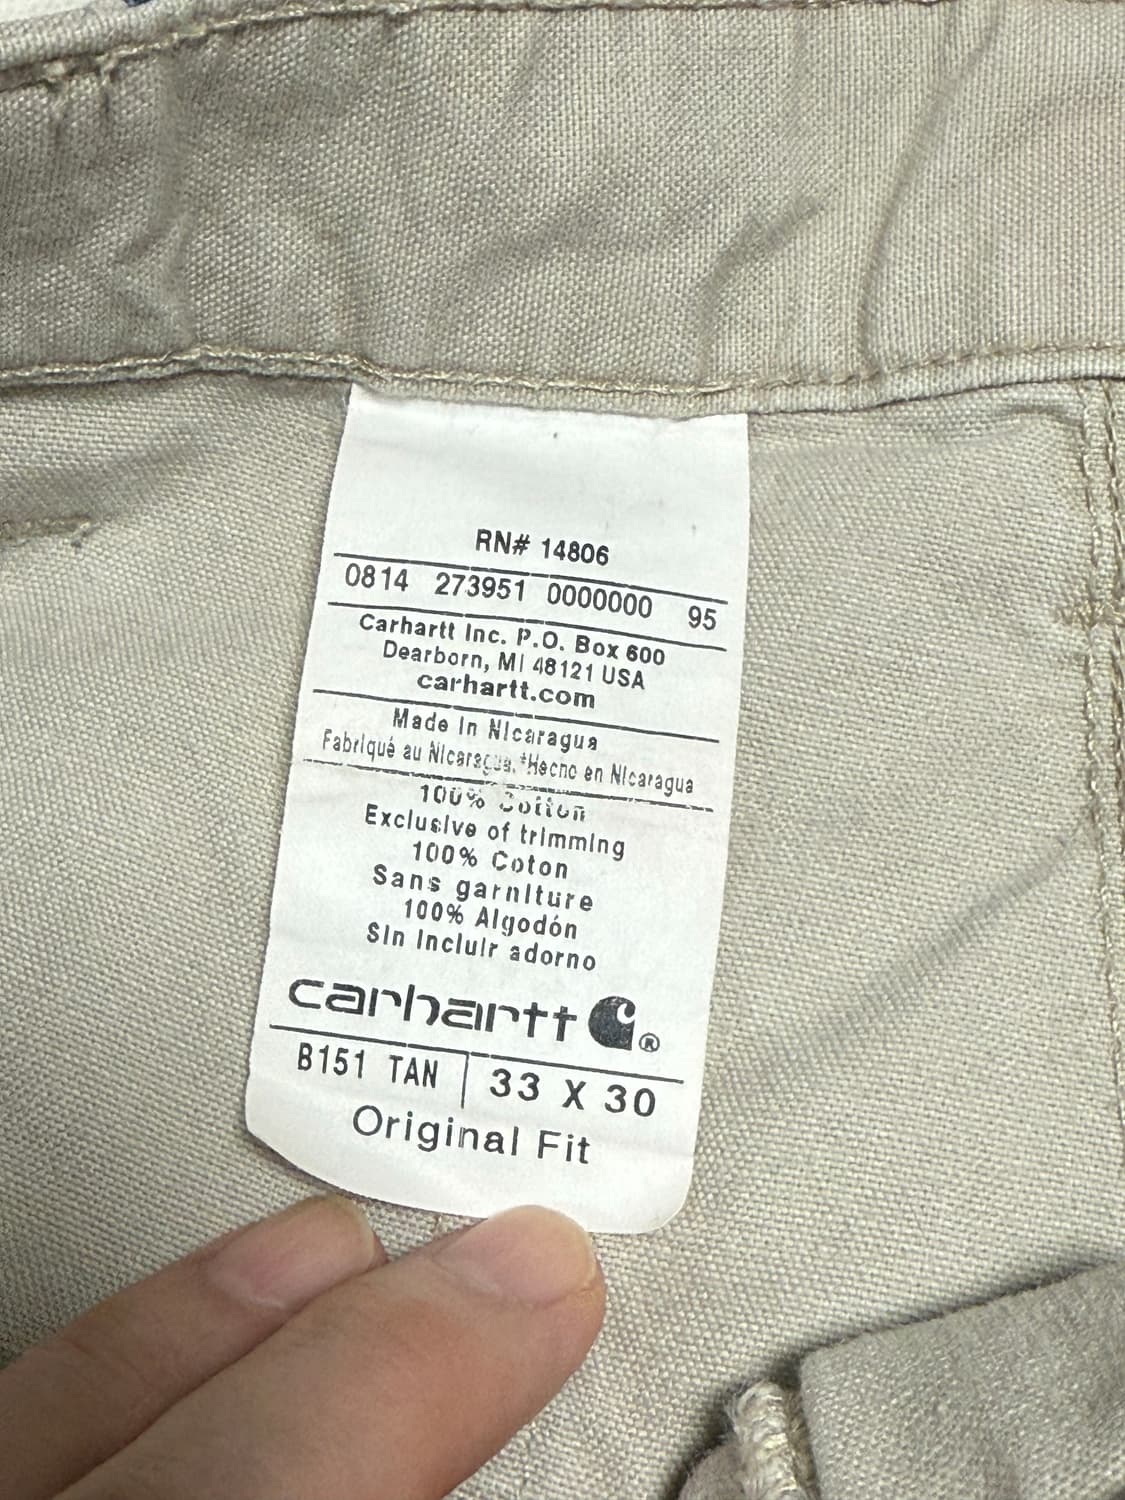 RN# 14806
0814 273951 0000000 95
Carhartt Inc. P.O. Box 600
Dearborn, MI 48121 USA
carhartt.com
Made in Nicaragua
Fabriqué au Nicaragua, Hecho en Nicaragua
100% Cotton
Exclusive of trimming
100% Coton
Sans garniture
100% Algodón
Sin Incluir adorno
carhartt ®
B151 TAN 33 X 30
Original Fit